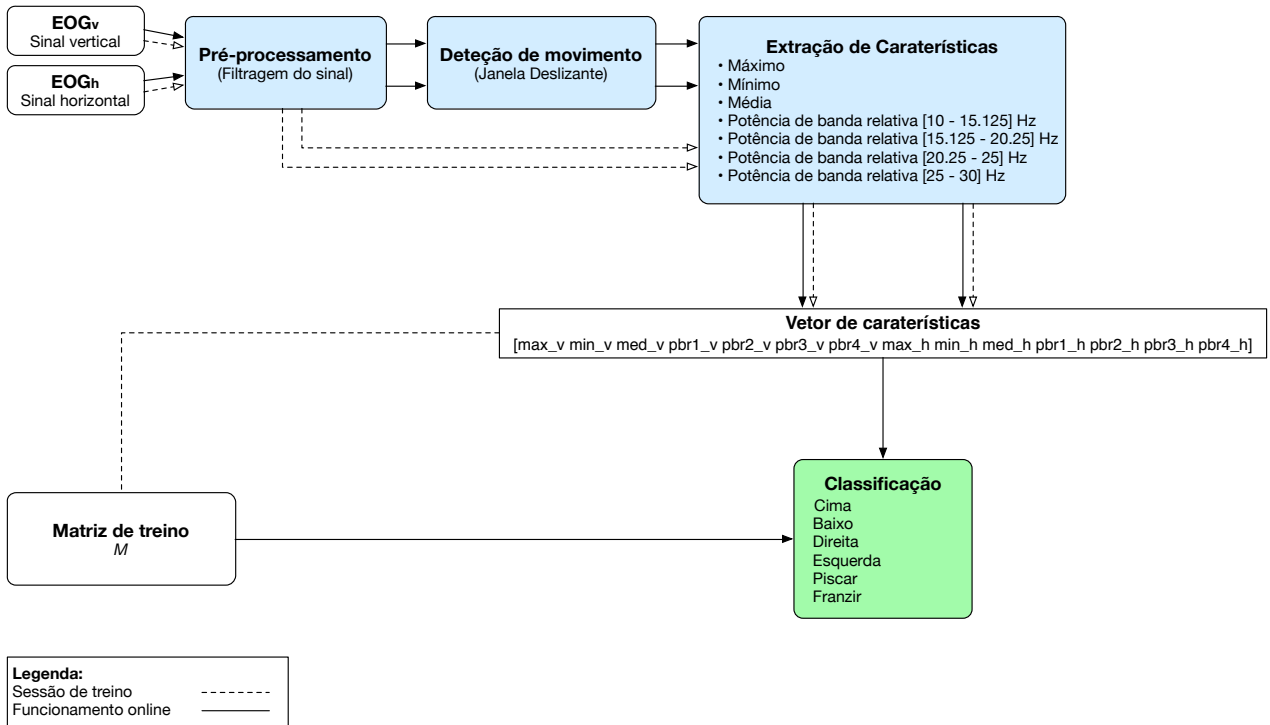 EOGv
Sinal vertical
EOGh
Sinal horizontal
Pré-processamento
(Filtragem do sinal)
Deteção de movimento
(Janela Deslizante)
Extração de Caraterísticas
• Máximo
• Mínimo
• Média
• Potência de banda relativa [10 - 15.125] Hz
• Potência de banda relativa [15.125 - 20.25] Hz
• Potência de banda relativa [20.25 - 25] Hz
• Potência de banda relativa [25 - 30] Hz
Vetor de caraterísticas
[max_v min_v med_v pbr1_v pbr2_v pbr3_v pbr4_v max_h min_h med_h pbr1_h pbr2_h pbr3_h pbr4_h]
Classificação
Cima
Baixo
Direita
Esquerda
Piscar
Franzir
Matriz de treino
M
Legenda:
Sessão de treino
Funcionamento online